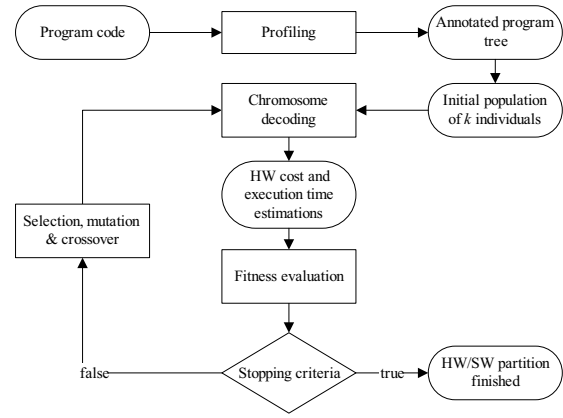 Program code
Profiling
Annotated program
tree
Chromosome
decoding
Initial population
of k individuals
HW cost and
execution time
estimations
Selection, mutation
& crossover
Fitness evaluation
false
Stopping criteria
true
HW/SW partition
finished